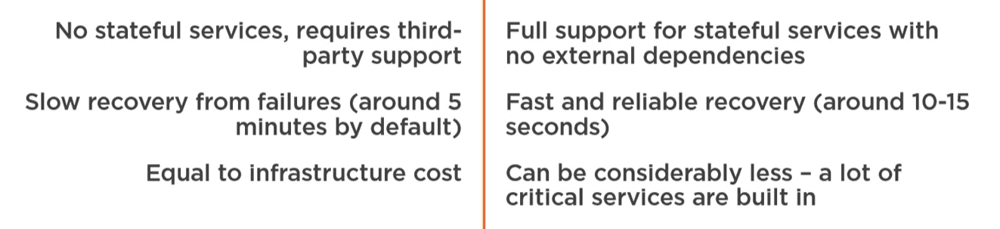 No stateful services, requires third-
party support
Full support for stateful services with
no external dependencies
Slow recovery from failures (around 5
minutes by default)
Fast and reliable recovery (around 10-15
seconds)
Equal to infrastructure cost
Can be considerably less – a lot of
critical services are built in